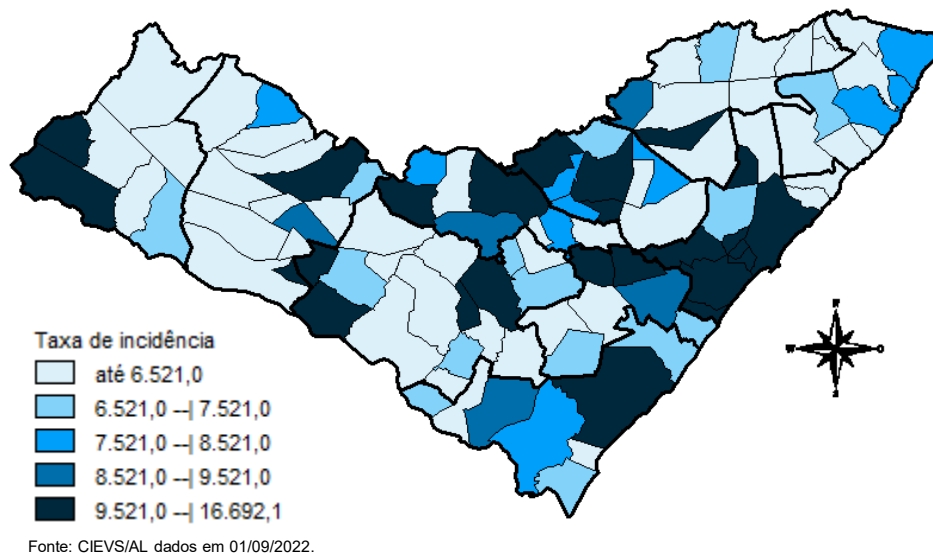 Taxa de incidência
até 6.521,0
6.521,0 --| 7.521,0
7.521,0 --| 8.521,0
8.521,0 --| 9.521,0
9.521,0 --| 16.692,1
Fonte: CIEVS/AL dados em 01/09/2022.
N
W
O